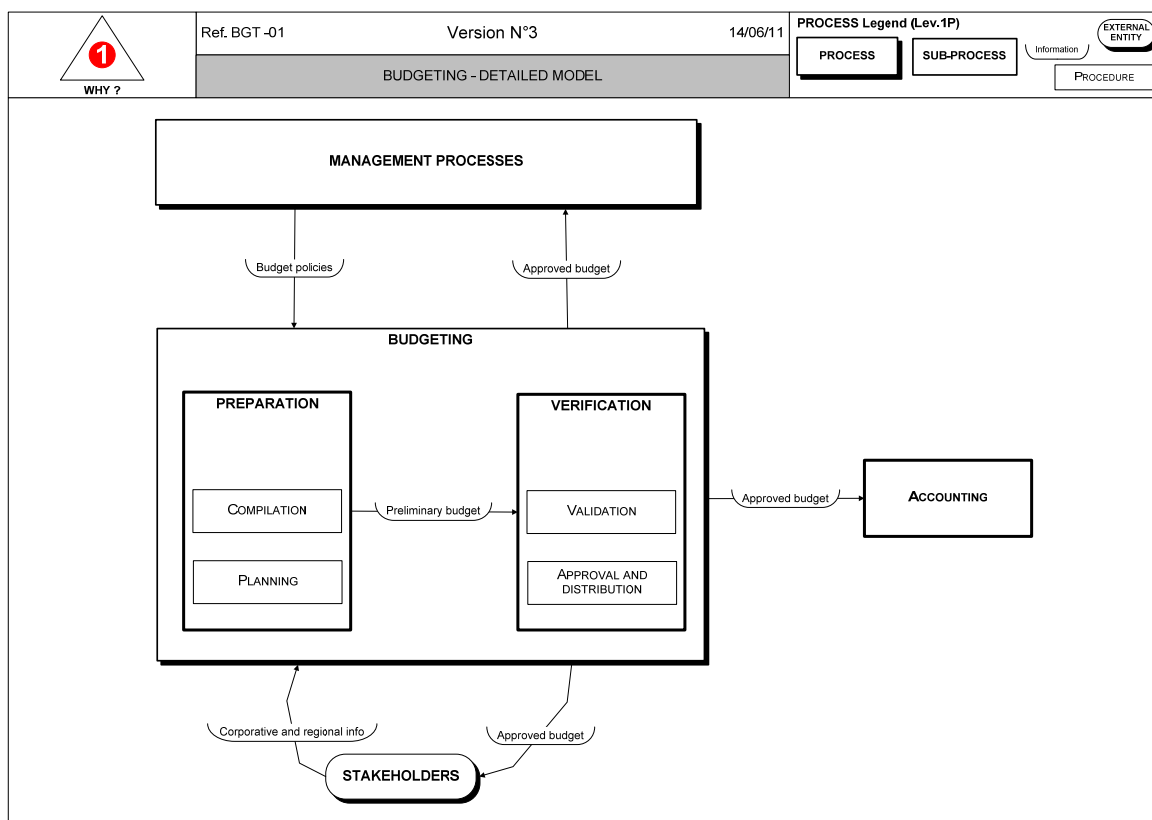 1
WHY ?
Ref. BGT -01
Version N°3
14/06/11
BUDGETING - DETAILED MODEL
PROCESS Legend (Lev.1P)
PROCESS
SUB-PROCESS
Information
EXTERNAL
ENTITY
PROCEDURE
MANAGEMENT PROCESSES
Budget policies
Approved budget
BUDGETING
PREPARATION
VERIFICATION
COMPILATION
Preliminary budget
VALIDATION
PLANNING
APPROVAL AND
DISTRIBUTION
Approved budget
ACCOUNTING
Corporative and regional info
Approved budget
STAKEHOLDERS